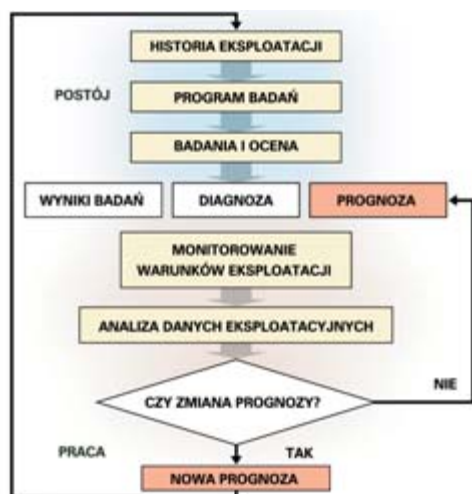 HISTORIA EKSPLOATACJI
POSTÓJ
PROGRAM BADAŃ
BADANIA I OCENA
WYNIKI BADAŃ
DIAGNOZA
PROGNOZA
MONITOROWANIE
WARUNKÓW EKSPLOATACJI
ANALIZA DANYCH EKSPLOATACYJNYCH
NIE
CZY ZMIANA PROGNOZY?
PRACA
TAK
NOWA PROGNOZA